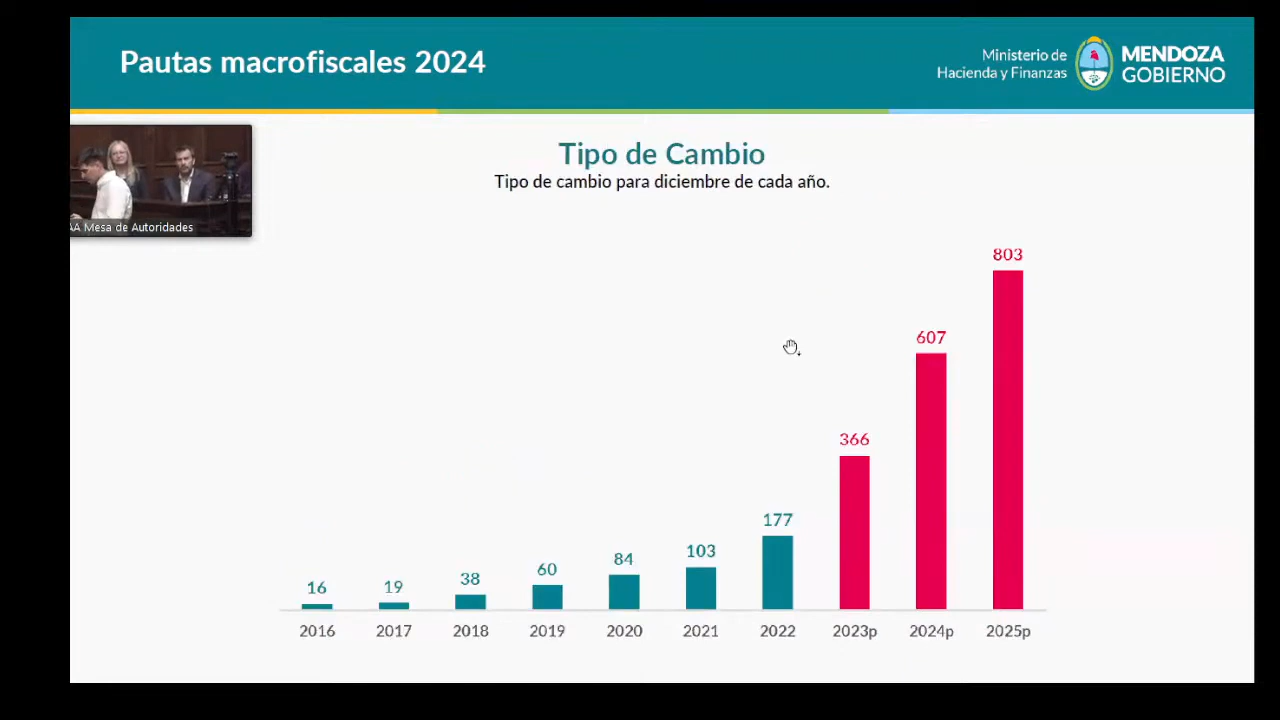 Pautas macrofiscales 2024
Ministerio de
Hacienda y Finanzas
MENDOZA
GOBIERNO
AA Mesa de Autoridades
Tipo de Cambio
Tipo de cambio para diciembre de cada año.
16
19
38
60
84
103
177
366
607
803
2016
2017
2018
2019
2020
2021
2022
2023p
2024p
2025p